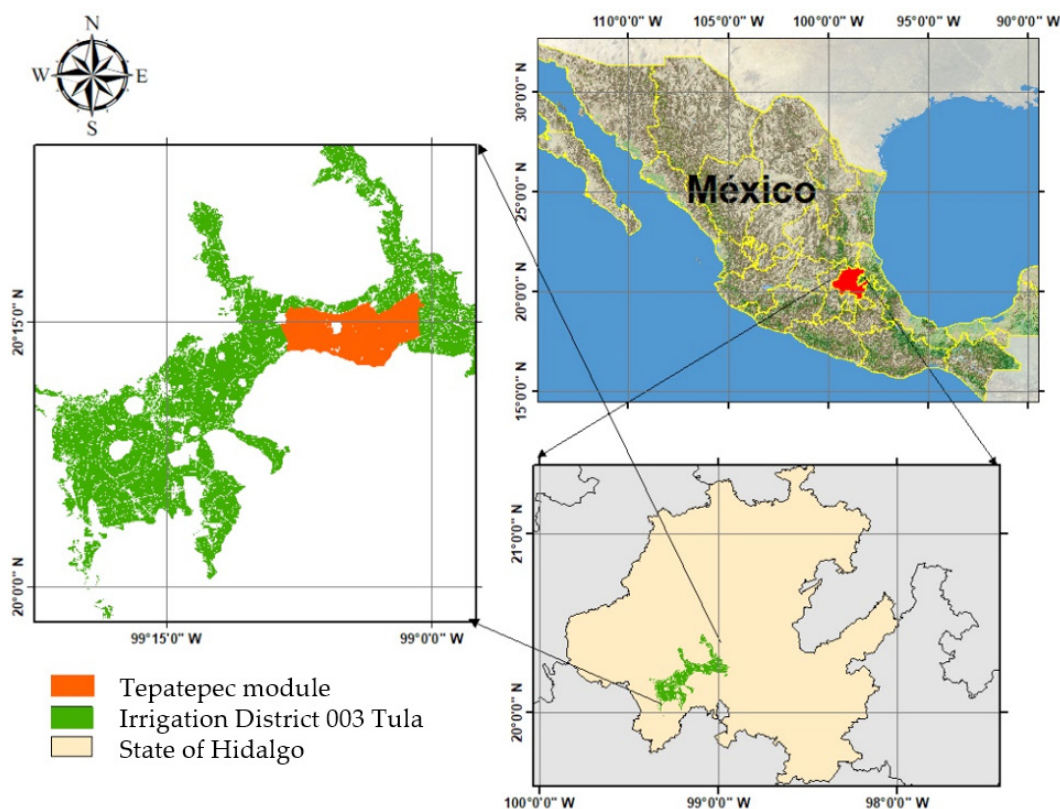 N
W E
S
110°0'0" W 105°0'0" W 100°0'0" W 95°0'0" W 90°0'0" W
30°0'0" N
25°0'0" N
20°0'0" N
15°0'0" N
México
20°15'0" N
20°0'0" N
99°15'0" W 99°0'0" W
Tepatepec module
Irrigation District 003 Tula
State of Hidalgo
21°0'0" N
20°0'0" N
100°0'0" W 99°0'0" W 98°0'0" W